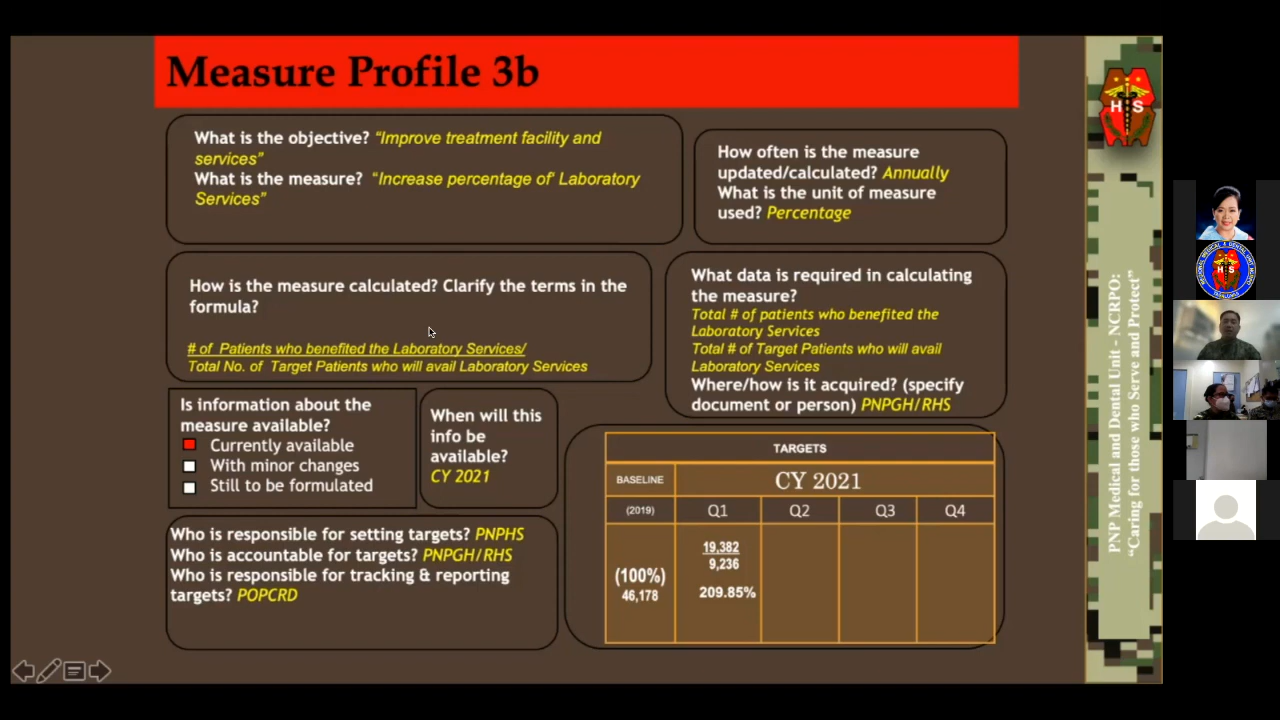 Measure Profile 3b
What is the objective? "Improve treatment facility and
services"
What is the measure? "Increase percentage of' Laboratory
Services"
How often is the measure
updated/calculated? Annually
What is the unit of measure
used? Percentage
How is the measure calculated? Clarify the terms in the
formula?
# of Patients who benefited the Laboratory Services/
Total No. of Target Patients who will avail Laboratory Services
What data is required in calculating
the measure?
Total # of patients who benefited the
Laboratory Services
Total # of Target Patients who will avail
Laboratory Services
Where/how is it acquired? (specify
document or person) PNPGH/RHS
Is information about the
measure available?
Currently available
With minor changes
Still to be formulated
When will this
info be
available?
CY 2021
Who is responsible for setting targets? PNPHS
Who is accountable for targets? PNPGH/RHS
Who is responsible for tracking & reporting
targets? POPCRD
TARGETS
BASELINE CY 2021
(2019) Q1 Q2 Q3 Q4
(100%)
46,178
19,382
9,236
209.85%
H S
PNP Medical and Dental Unit - NCRPO:
"Caring for those who Serve and Protect"